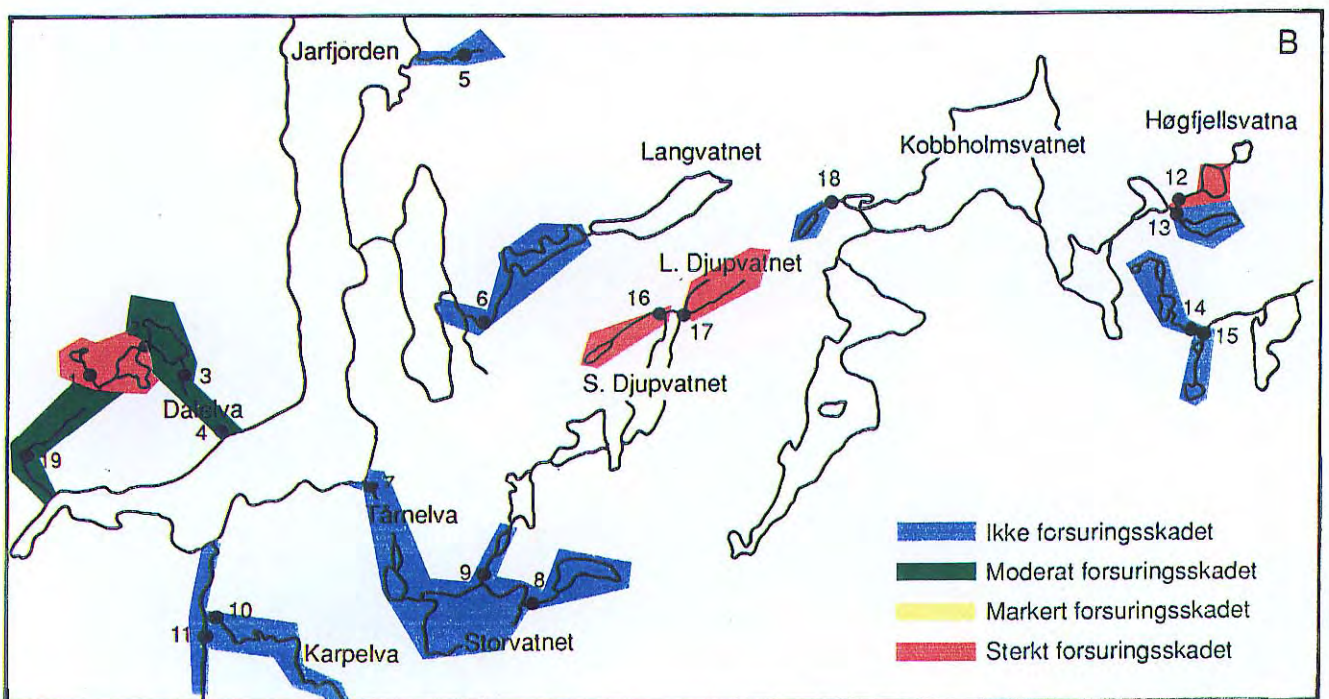 B
Jarfjorden
5
Høgfjellsvatna
Kobbholmsvatnet
Langvatnet
18
12
13
L. Djupvatnet
6
16
17
14
15
S. Djupvatnet
3
Dalelva
4
19
7
Tårnelva
9
8
Storvatnet
10
11
Karpelva
Ikke forsuringsskadet
Moderat forsuringsskadet
Markert forsuringsskadet
Sterkt forsuringsskadet